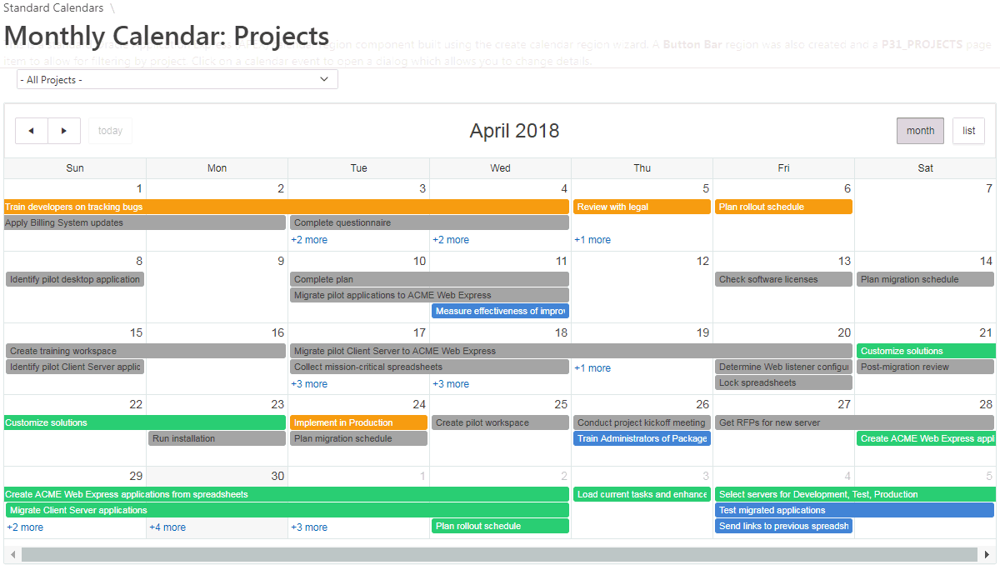 Standard Calendars \
Monthly Calendar: Projects
region component built using the create calendar region wizard. A Button Bar region was also created and a P31_PROJECTS page
item to allow for filtering by project. Click on a calendar event to open a dialog which allows you to change details.
- All Projects -
today
April 2018
month list
Sun Mon Tue Wed Thu Fri Sat
1 2 3 4 5 6 7
Train developers on tracking bugs Review with legal Plan rollout schedule
Apply Billing System updates Complete questionnaire
+2 more +2 more +1 more
8 9 10 11 12 13 14
Identify pilot desktop application Complete plan Check software licenses Plan migration schedule
Migrate pilot applications to ACME Web Express
Measure effectiveness of improv
15 16 17 18 19 20 21
Create training workspace Migrate pilot Client Server to ACME Web Express Customize solutions
Identify pilot Client Server applic Collect mission-critical spreadsheets +1 more Determine Web listener configur Post-migration review
+3 more +3 more Lock spreadsheets
22 23 24 25 26 27 28
Customize solutions Implement in Production Create pilot workspace Conduct project kickoff meeting Get RFPs for new server
Run installation Plan migration schedule Train Administrators of Package Create ACME Web Express appl
29 30 1 2 3 4 5
Create ACME Web Express applications from spreadsheets Load current tasks and enhance Select servers for Development, Test, Production
Migrate Client Server applications Test migrated applications
+2 more +4 more +3 more Plan rollout schedule Send links to previous spreadsh